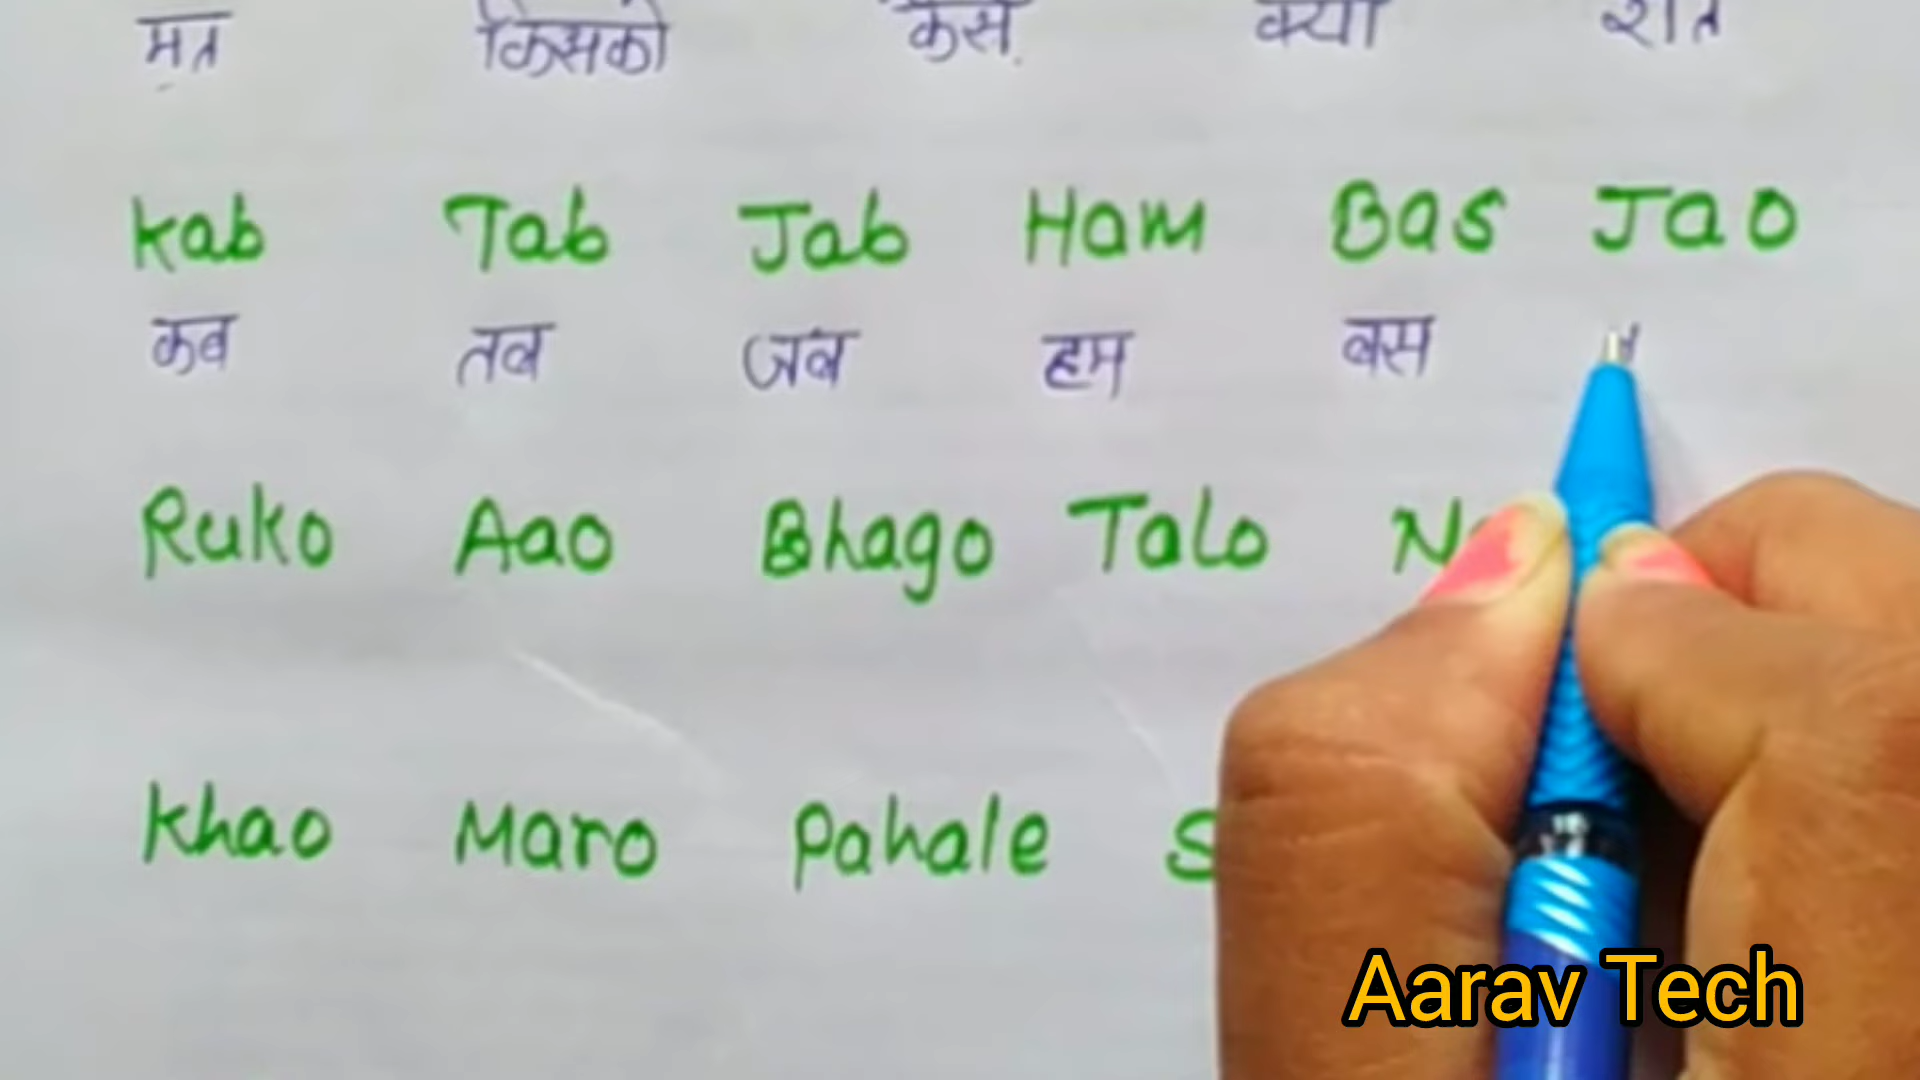 मत किसको कैसे क्या
Kab Tab Jab Ham Bas Jao
कब तब जब हम बस
Ruko Aao Bhago Talo
Khao Maro Pahale
Aarav Tech